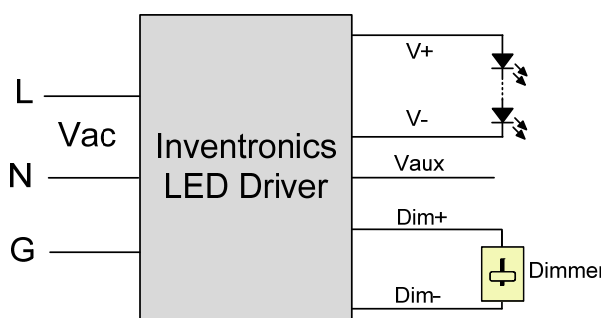 L
Vac
N
G
Inventronics
LED Driver
V+
V-
Vaux
Dim+
Dim-
Dimmer